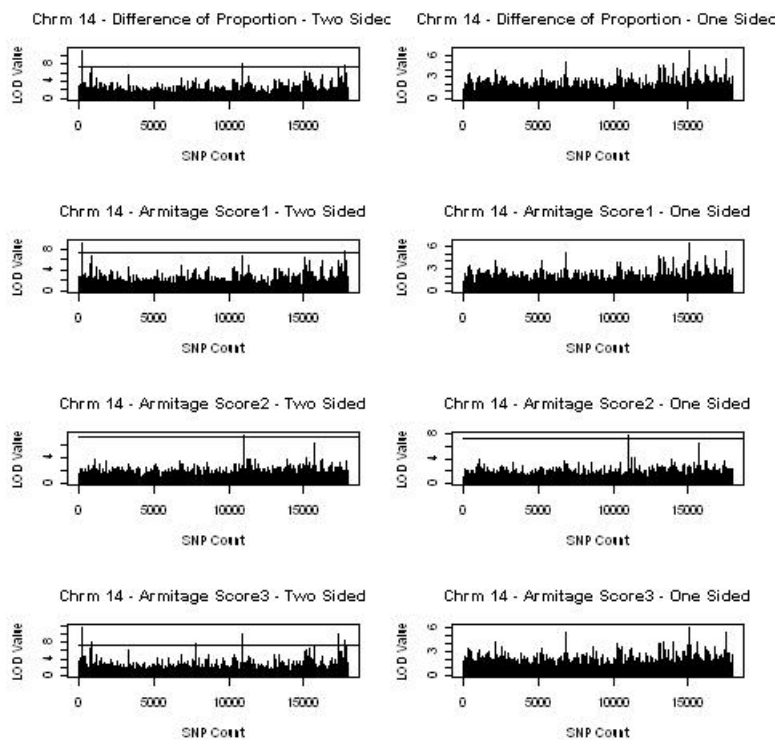 Chrm 14 - Difference of Proportion - Two Sided
LOD Value
0 4 8
0 5000 10000 15000
SNP Count
Chrm 14 - Difference of Proportion - One Sided
LOD Value
0 3 6
0 5000 10000 15000
SNP Count
Chrm 14 - Armitage Score1 - Two Sided
LOD Value
0 4 8
0 5000 10000 15000
SNP Count
Chrm 14 - Armitage Score1 - One Sided
LOD Value
0 3 6
0 5000 10000 15000
SNP Count
Chrm 14 - Armitage Score2 - Two Sided
LOD Value
0 4
0 5000 10000 15000
SNP Count
Chrm 14 - Armitage Score2 - One Sided
LOD Value
0 4 8
0 5000 10000 15000
SNP Count
Chrm 14 - Armitage Score3 - Two Sided
LOD Value
0 4 8
0 5000 10000 15000
SNP Count
Chrm 14 - Armitage Score3 - One Sided
LOD Value
0 3 6
0 5000 10000 15000
SNP Count